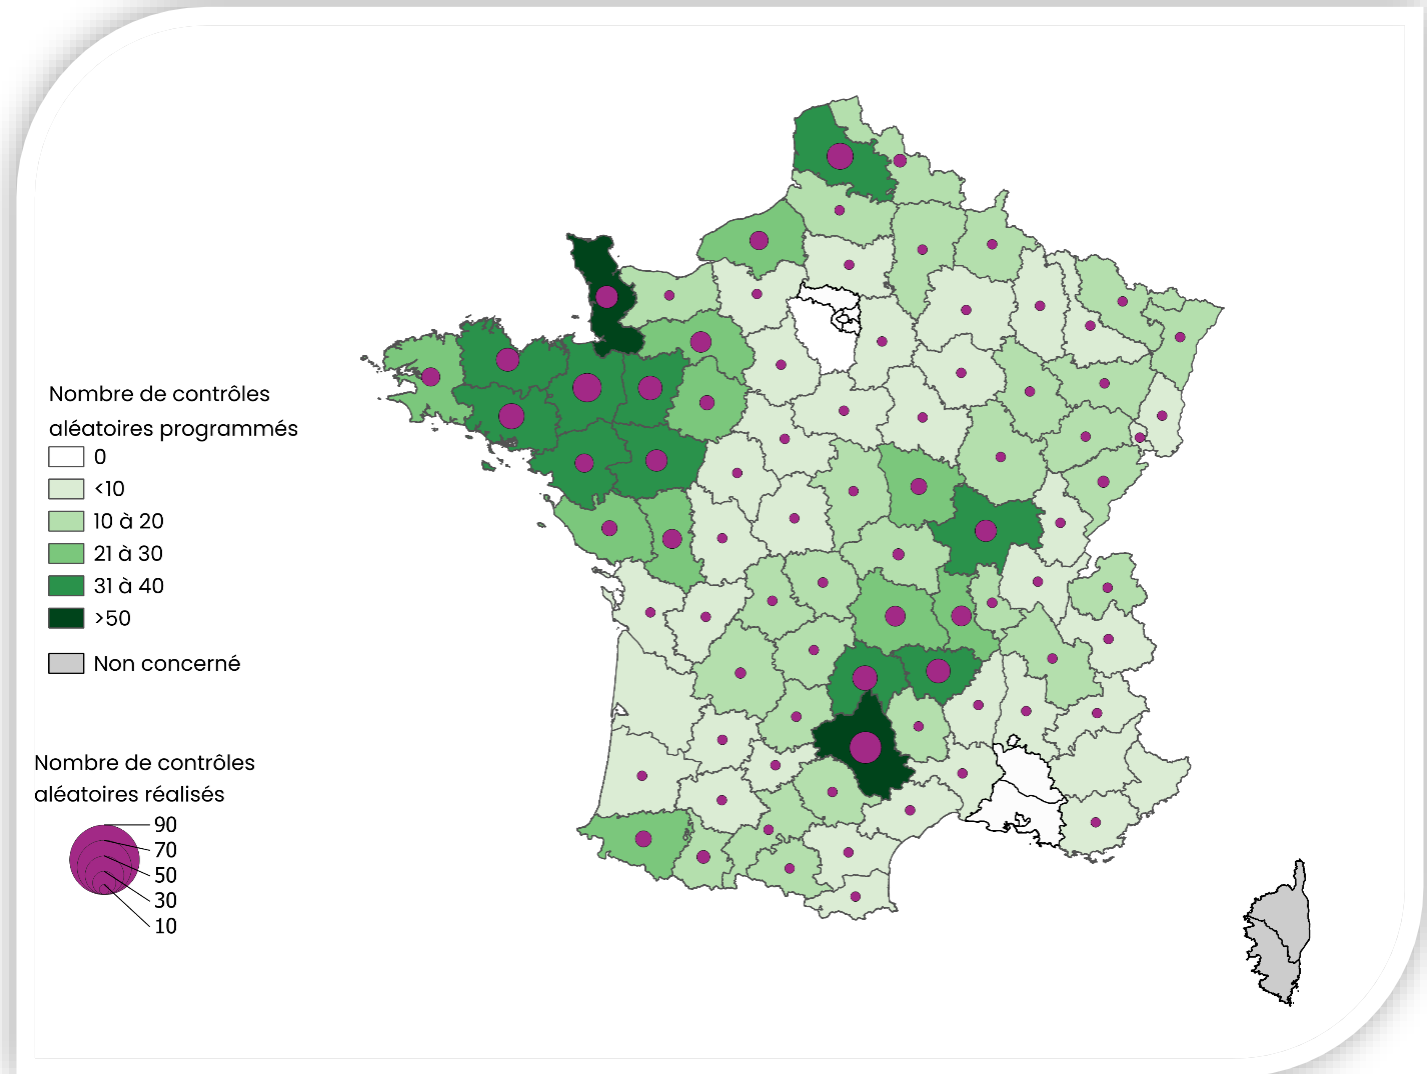 Nombre de contrôles
aléatoires programmés
0
<10
10 à 20
21 à 30
31 à 40
>50
Non concerné
Nombre de contrôles
aléatoires réalisés
90
70
50
30
10